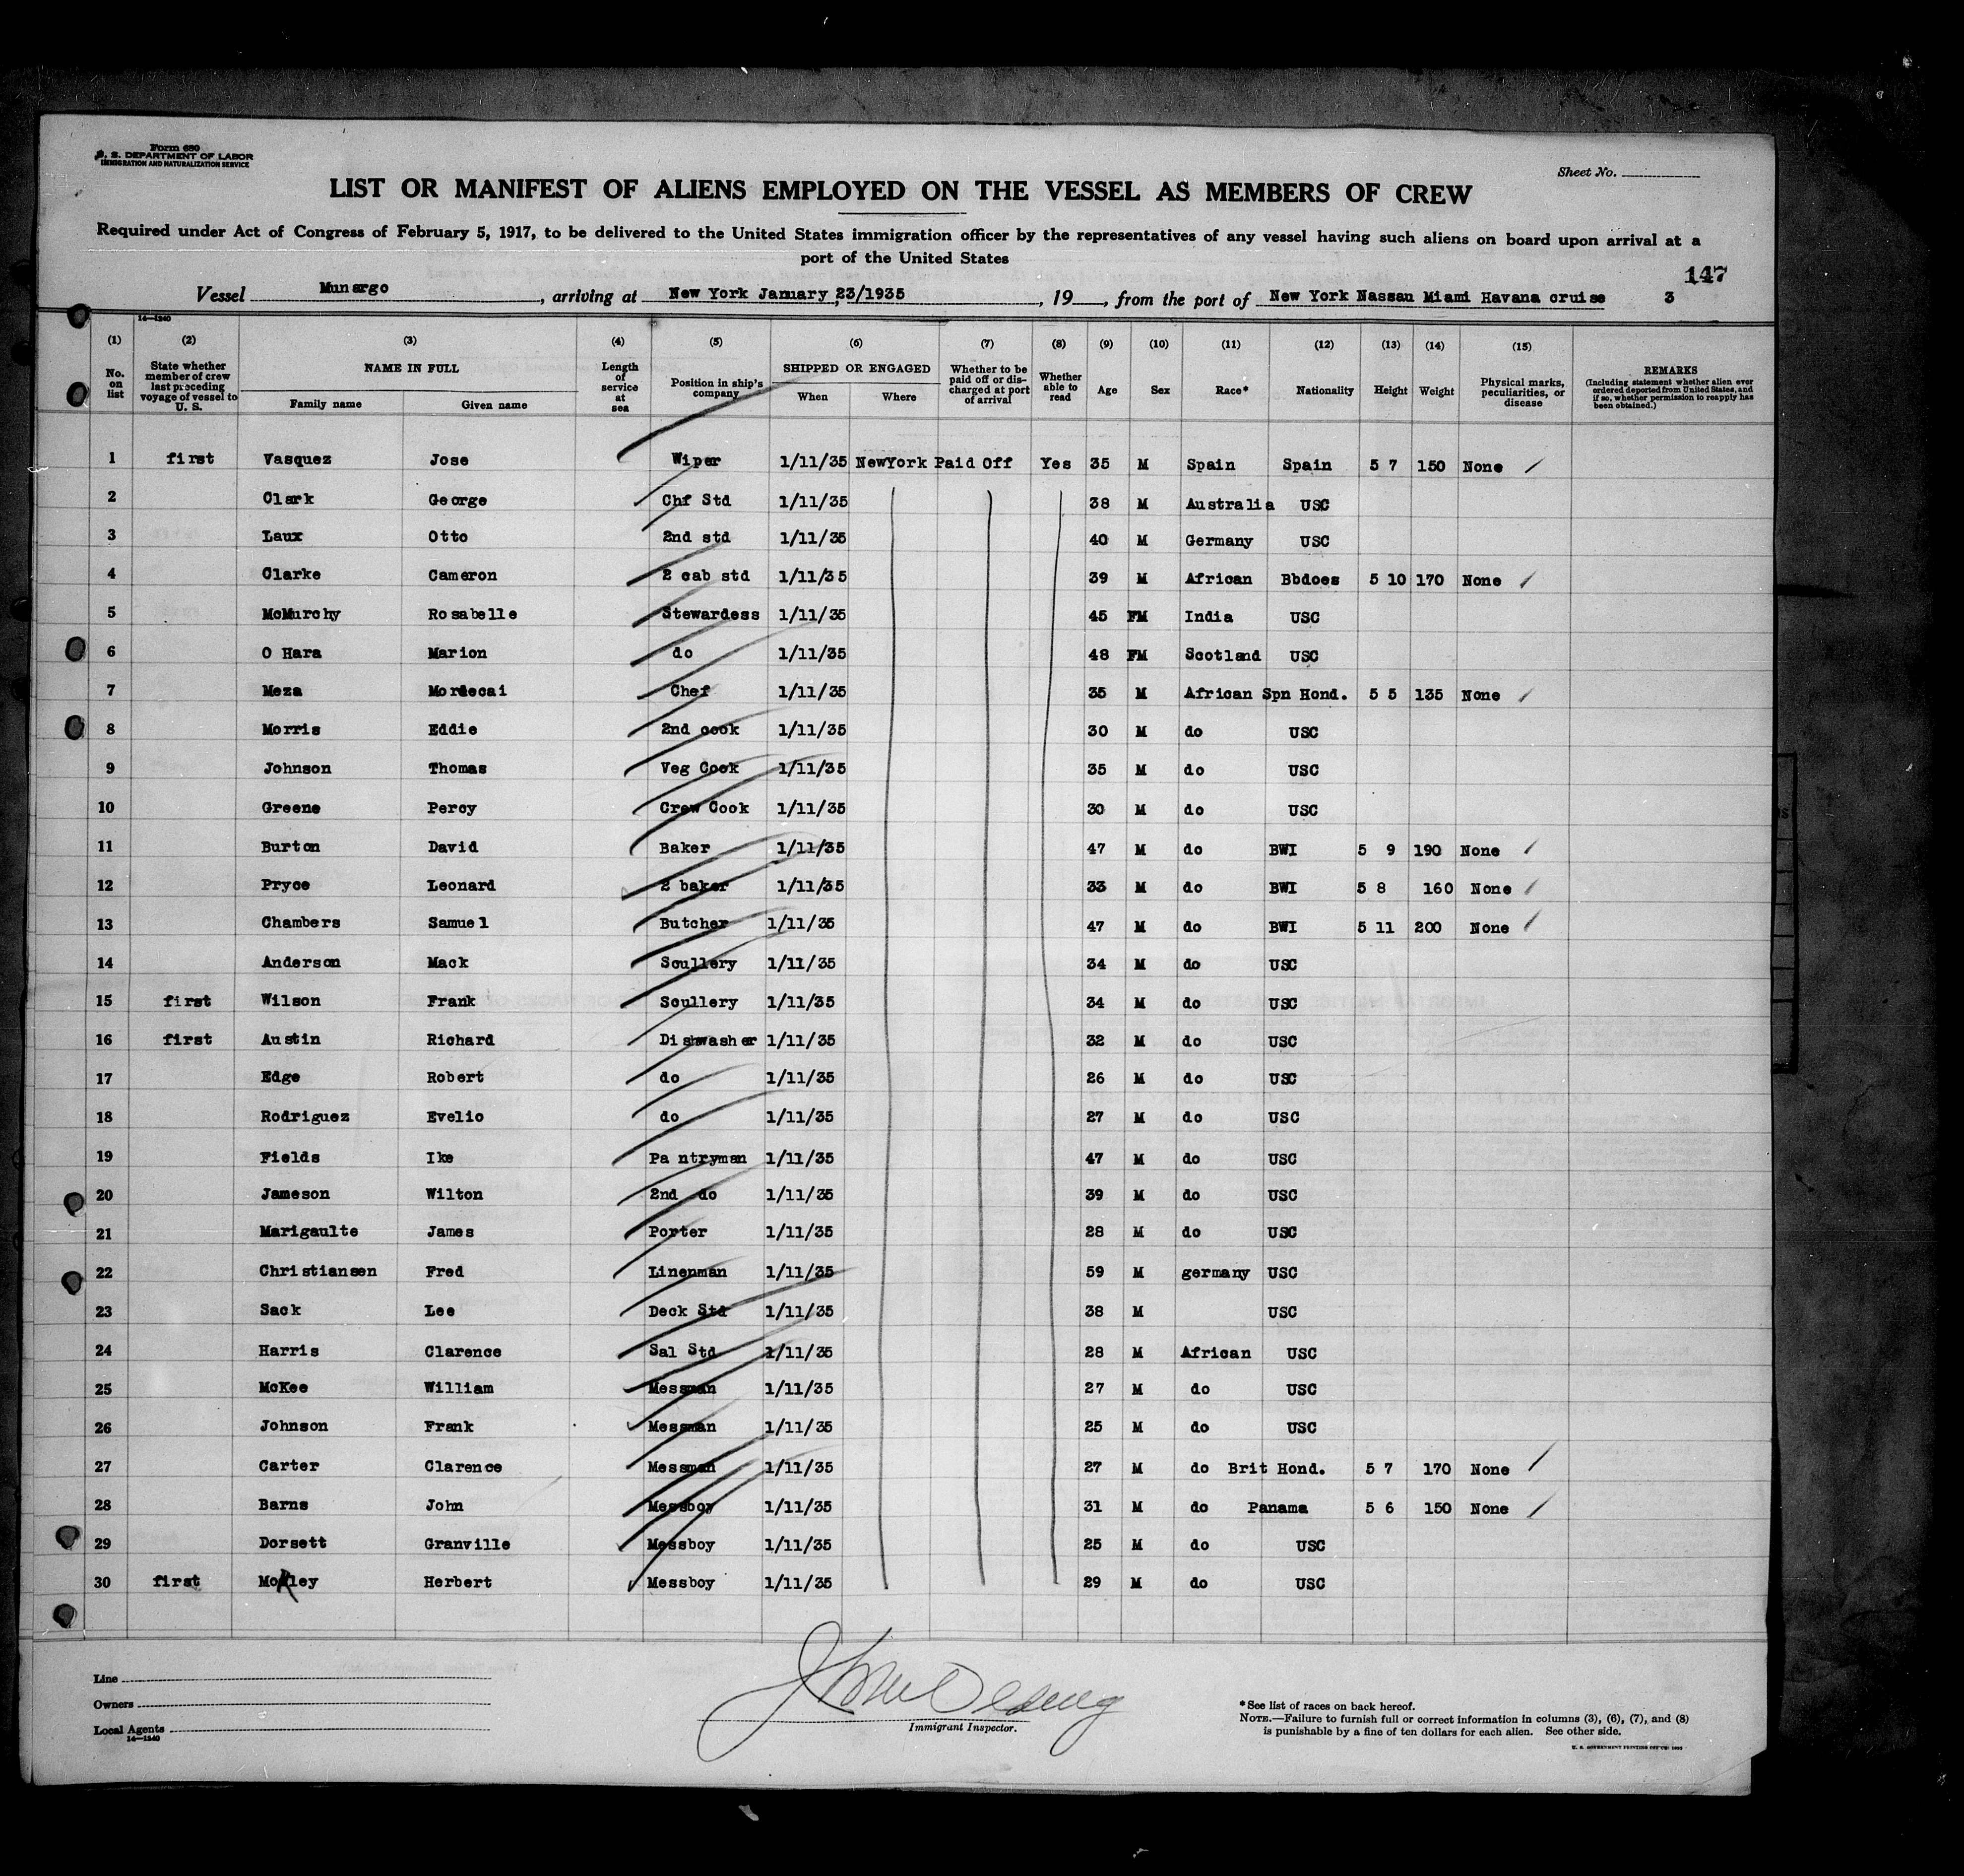 Form 680
U. S. DEPARTMENT OF LABOR
IMMIGRATION AND NATURALIZATION SERVICE
Sheet No.
LIST OR MANIFEST OF ALIENS EMPLOYED ON THE VESSEL AS MEMBERS OF CREW
Required under Act of Congress of February 5, 1917, to be delivered to the United States immigration officer by the representatives of any vessel having such aliens on board upon arrival at a
port of the United States
147
Vessel Munargo, arriving at New York January 23/1935, 19, from the port of New York Nassau Miami Havana cruise 3
14—1240
(1) (2) (3) (4) (5) (6) (7) (8) (9) (10) (11) (12) (13) (14) (15)
No. on list State whether member of crew last preceding voyage of vessel to U. S. NAME IN FULL Family name Given name Length of service at sea Position in ship's company SHIPPED OR ENGAGED When Where Whether to be paid off or discharged at port of arrival Whether able to read Age Sex Race* Nationality Height Weight Physical marks, peculiarities, or disease REMARKS (Including statement whether alien ever ordered deported from United States, and if so, whether permission to reapply has been obtained.)
1 first Vasquez Jose Wiper 1/11/35 NewYork Paid Off Yes 35 M Spain Spain 5 7 150 None
2 Clark George Chf Std 1/11/35 38 M Australia USC
3 Laux Otto 2nd std 1/11/35 40 M Germany USC
4 Clarke Cameron 2 cab std 1/11/35 39 M African Bbdoes 5 10 170 None
5 McMurchy Rosabelle Stewardess 1/11/35 45 FM India USC
6 O Hara Marion do 1/11/35 48 FM Scotland USC
7 Meza Mordecai Chef 1/11/35 35 M African Spn Hond. 5 5 135 None
8 Morris Eddie 2nd cook 1/11/35 30 M do USC
9 Johnson Thomas Veg Cook 1/11/35 35 M do USC
10 Greene Percy Crew Cook 1/11/35 30 M do USC
11 Burton David Baker 1/11/35 47 M do BWI 5 9 190 None
12 Pryce Leonard 2 baker 1/11/35 33 M do BWI 5 8 160 None
13 Chambers Samuel Butcher 1/11/35 47 M do BWI 5 11 200 None
14 Anderson Mack Scullery 1/11/35 34 M do USC
15 first Wilson Frank Scullery 1/11/35 34 M do USC
16 first Austin Richard Dishwasher 1/11/35 32 M do USC
17 Edge Robert do 1/11/35 26 M do USC
18 Rodriguez Evelio do 1/11/35 27 M do USC
19 Fields Ike Pantryman 1/11/35 47 M do USC
20 Jameson Wilton 2nd do 1/11/35 39 M do USC
21 Marigaulte James Porter 1/11/35 28 M do USC
22 Christiansen Fred Linenman 1/11/35 59 M germany USC
23 Sack Lee Deck Std 1/11/35 38 M USC
24 Harris Clarence Sal Std 1/11/35 28 M African USC
25 McKee William Messman 1/11/35 27 M do USC
26 Johnson Frank Messman 1/11/35 25 M do USC
27 Carter Clarence Messman 1/11/35 27 M do Brit Hond. 5 7 170 None
28 Barns John Messboy 1/11/35 31 M do Panama 5 6 150 None
29 Dorsett Granville Messboy 1/11/35 25 M do USC
30 first Herbert Messboy 1/11/35 29 M do USC
Line
Owners
Local Agents
14—1240
Immigrant Inspector.
*See list of races on back hereof.
NOTE.—Failure to furnish full or correct information in columns (3), (6), (7), and (8)
is punishable by a fine of ten dollars for each alien. See other side.